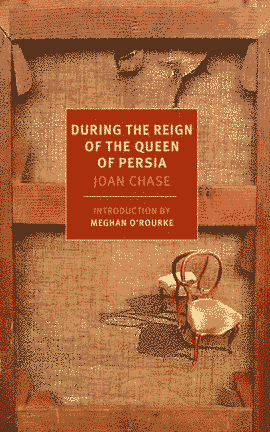 DURING THE REIGN
OF THE QUEEN
OF PERSIA
JOAN CHASE
INTRODUCTION BY
MEGHAN O'ROURKE